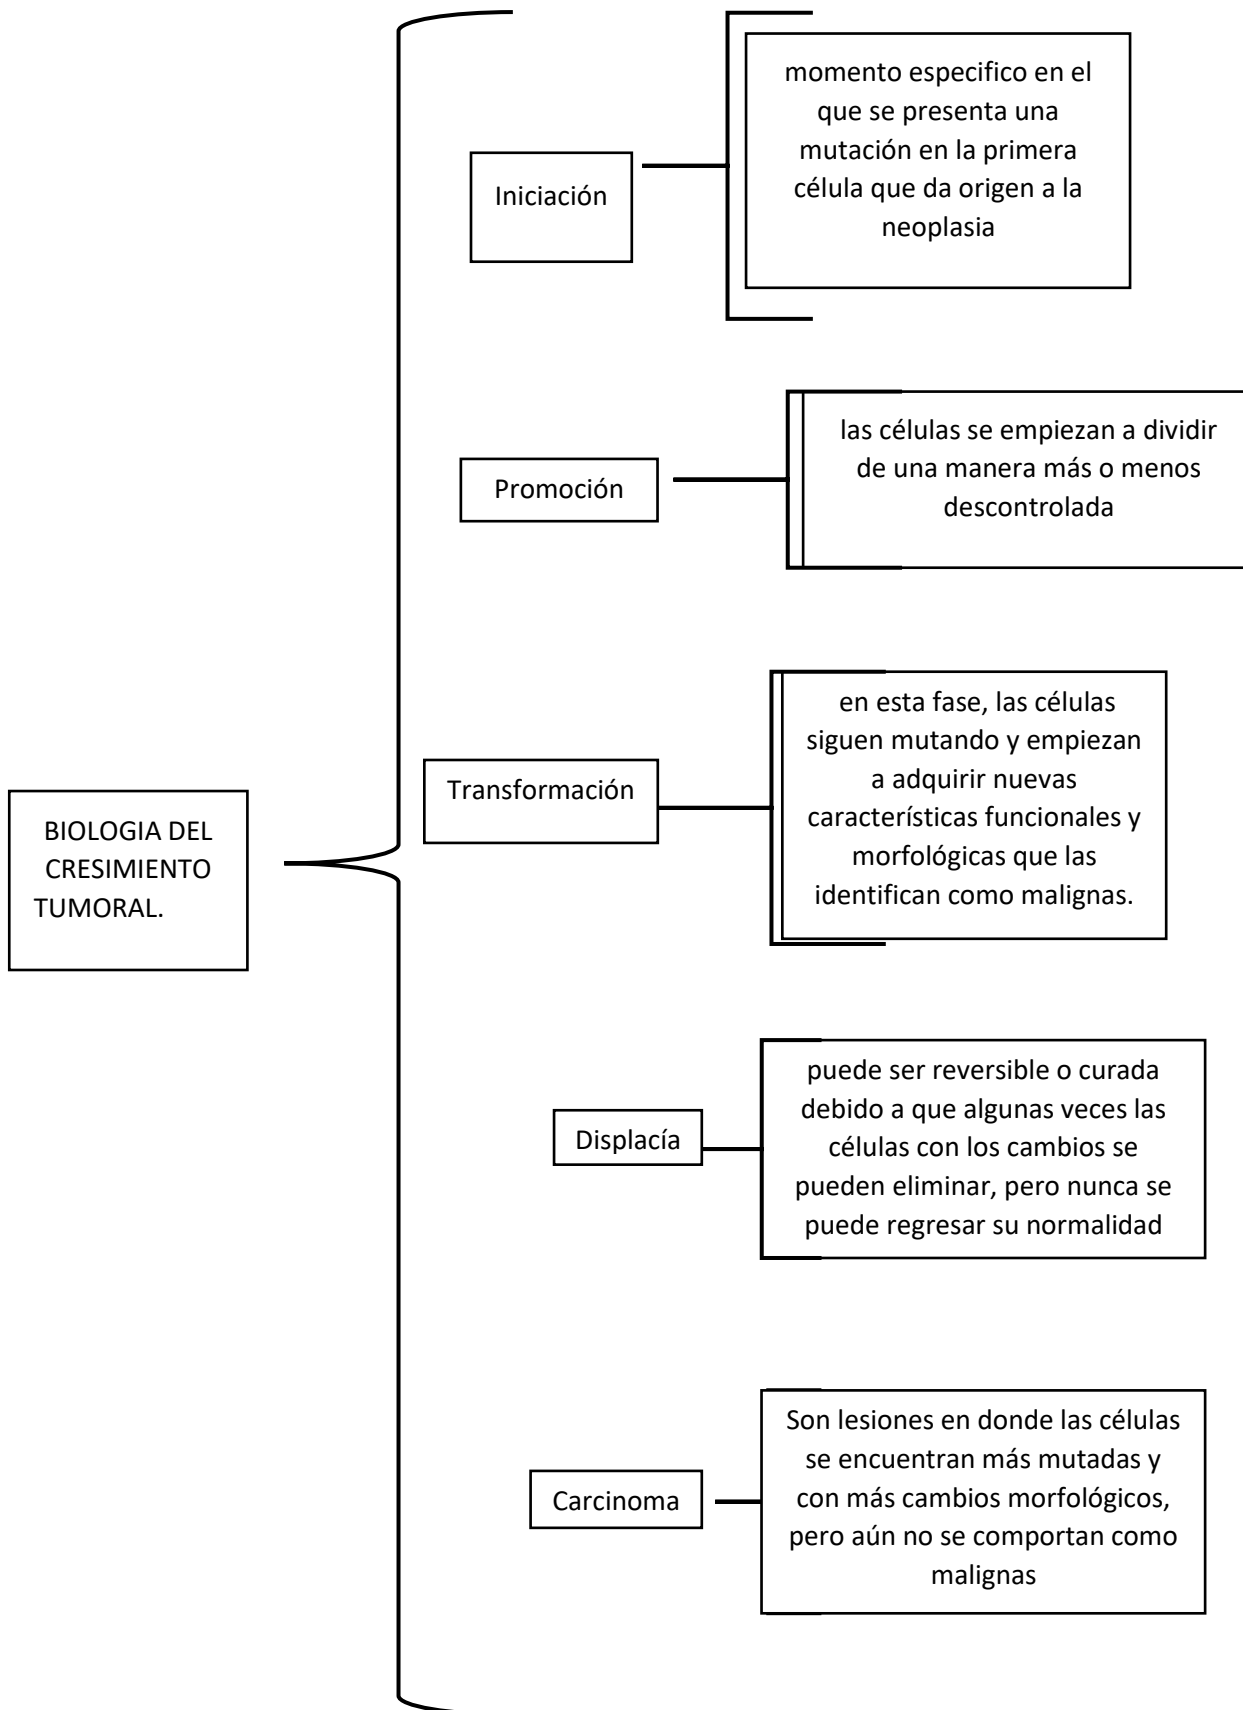 BIOLOGIA DEL
CRESIMIENTO
TUMORAL.
Iniciación
momento especifico en el
que se presenta una
mutación en la primera
célula que da origen a la
neoplasia
Promoción
las células se empiezan a dividir
de una manera más o menos
descontrolada
Transformación
en esta fase, las células
siguen mutando y empiezan
a adquirir nuevas
características funcionales y
morfológicas que las
identifican como malignas.
Displacía
puede ser reversible o curada
debido a que algunas veces las
células con los cambios se
pueden eliminar, pero nunca se
puede regresar su normalidad
Carcinoma
Son lesiones en donde las células
se encuentran más mutadas y
con más cambios morfológicos,
pero aún no se comportan como
malignas